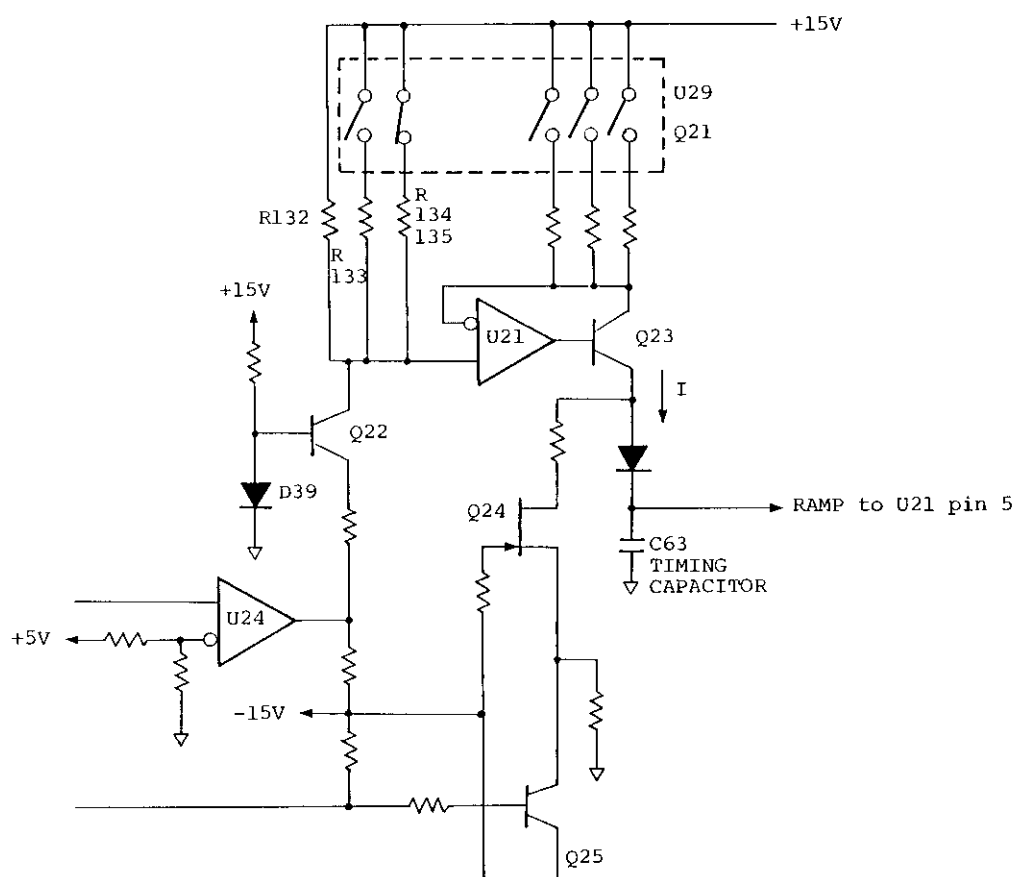 +15V
U29
Q21
R132
R
134
135
R
133
+15V
U21
Q23
I
Q22
D39
Q24
RAMP to U21 pin 5
C63
TIMING
CAPACITOR
U24
+5V
-15V
Q25